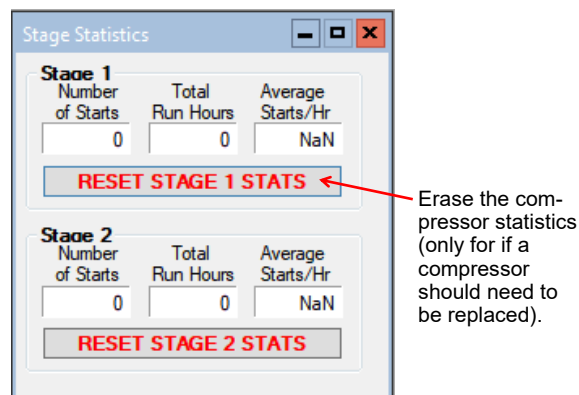 Stage Statistics
Stage 1
Number of Starts
Total Run Hours
Average Starts/Hr
0 0 NaN
RESET STAGE 1 STATS
Erase the com-
pressor statistics
(only for if a
compressor
should need to
be replaced).
Stage 2
Number of Starts
Total Run Hours
Average Starts/Hr
0 0 NaN
RESET STAGE 2 STATS